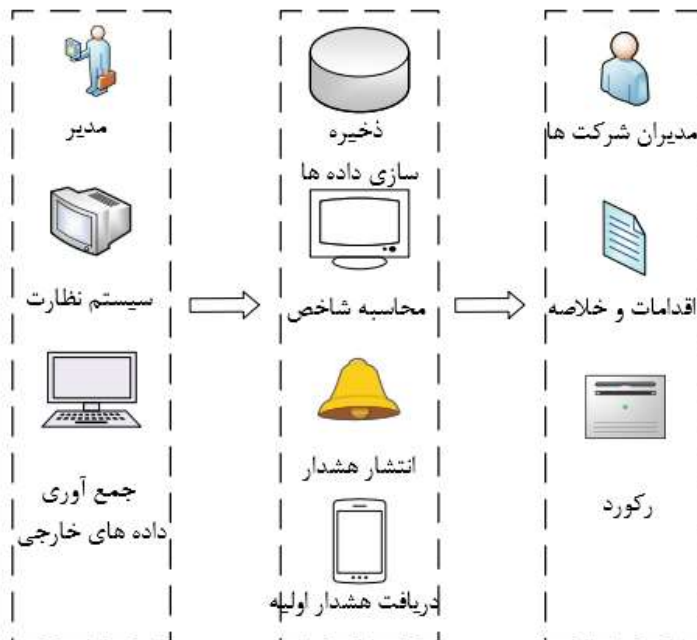 مدیر
سیستم نظارت
جمع آوری
داده های خارجی
ذخیره
سازی داده ها
محاسبه شاخص
انتشار هشدار
دریافت هشدار اولیه
مدیران شرکت ها
اقدامات و خلاصه
رکورد